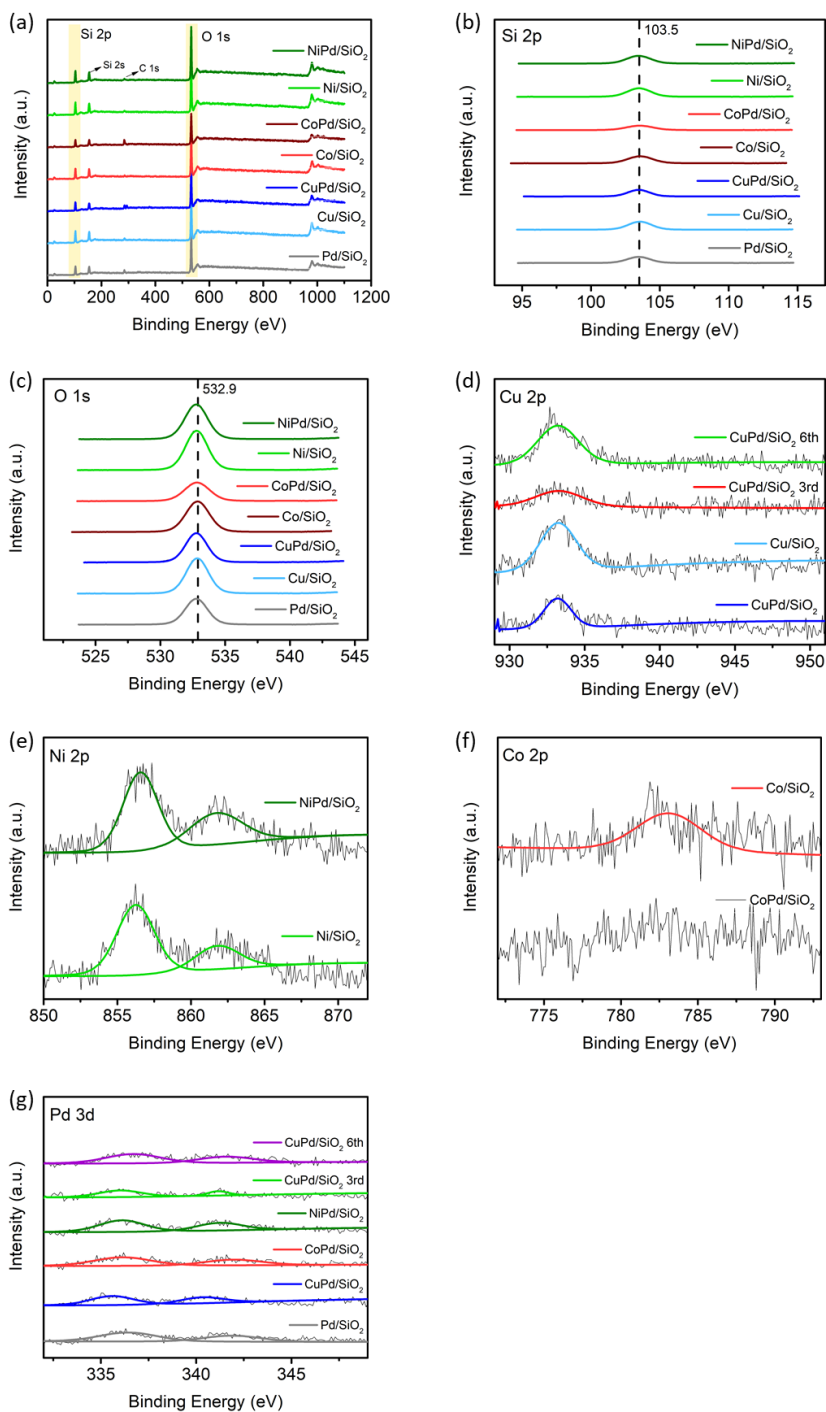 (a)
Si 2p
O 1s
Si 2s
C 1s
NiPd/SiO₂
Ni/SiO₂
CoPd/SiO₂
Co/SiO₂
CuPd/SiO₂
Cu/SiO₂
Pd/SiO₂
Intensity (a.u.)
0 200 400 600 800 1000 1200
Binding Energy (eV)
(b)
Si 2p
103.5
NiPd/SiO₂
Ni/SiO₂
CoPd/SiO₂
Co/SiO₂
CuPd/SiO₂
Cu/SiO₂
Pd/SiO₂
Intensity (a.u.)
95 100 105 110 115
Binding Energy (eV)
(c)
O 1s
532.9
NiPd/SiO₂
Ni/SiO₂
CoPd/SiO₂
Co/SiO₂
CuPd/SiO₂
Cu/SiO₂
Pd/SiO₂
Intensity (a.u.)
525 530 535 540 545
Binding Energy (eV)
(d)
Cu 2p
CuPd/SiO₂ 6th
CuPd/SiO₂ 3rd
Cu/SiO₂
CuPd/SiO₂
Intensity (a.u.)
930 935 940 945 950
Binding Energy (eV)
(e)
Ni 2p
NiPd/SiO₂
Ni/SiO₂
Intensity (a.u.)
850 855 860 865 870
Binding Energy (eV)
(f)
Co 2p
Co/SiO₂
CoPd/SiO₂
Intensity (a.u.)
775 780 785 790
Binding Energy (eV)
(g)
Pd 3d
CuPd/SiO₂ 6th
CuPd/SiO₂ 3rd
NiPd/SiO₂
CoPd/SiO₂
CuPd/SiO₂
Pd/SiO₂
Intensity (a.u.)
335 340 345
Binding Energy (eV)